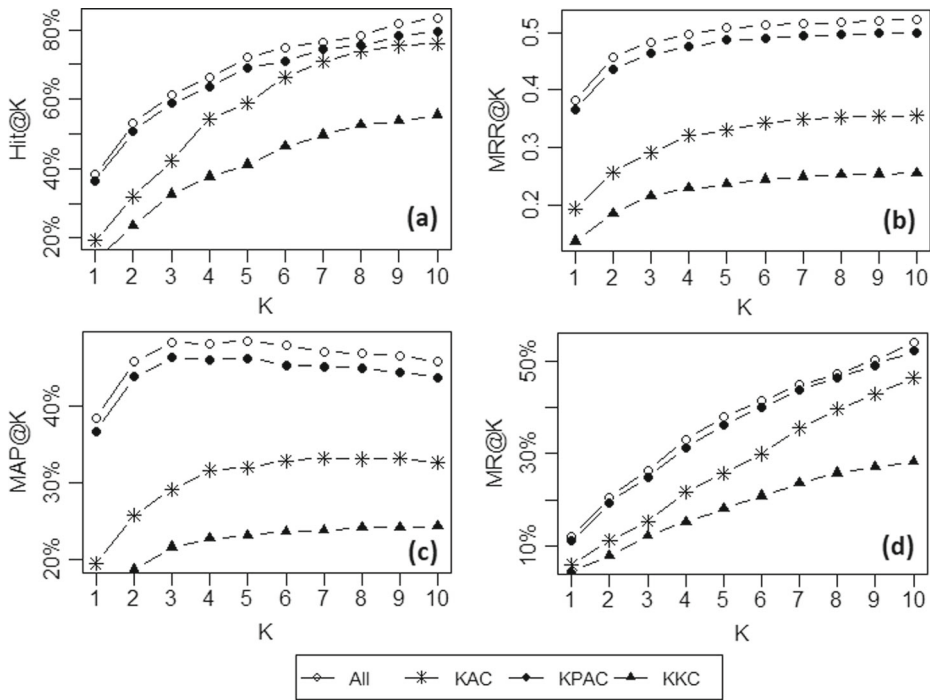 Hit@K
80%
60%
40%
20%
(a)
1 2 3 4 5 6 7 8 9 10
K
MRR@K
0.5
0.4
0.3
0.2
(b)
1 2 3 4 5 6 7 8 9 10
K
MAP@K
40%
30%
20%
(c)
1 2 3 4 5 6 7 8 9 10
K
MR@K
50%
30%
10%
(d)
1 2 3 4 5 6 7 8 9 10
K
All KAC KPAC KKC